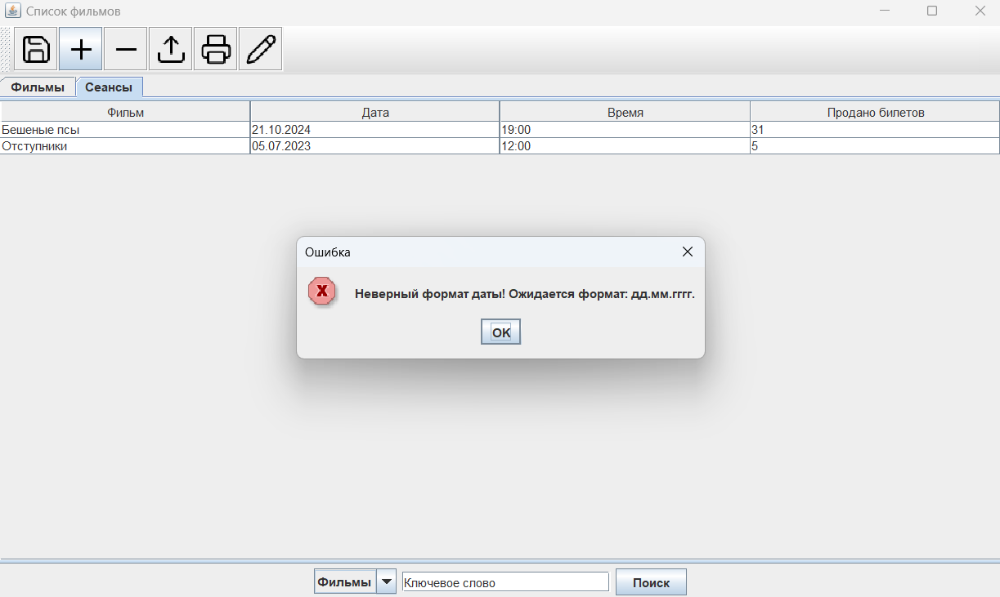 Список фильмов
Фильмы Сеансы
Фильм Дата Время Продано билетов
Бешеные псы 21.10.2024 19:00 31
Отступники 05.07.2023 12:00 5
Ошибка
Неверный формат даты! Ожидается формат: дд.мм.гггг.
OK
Фильмы Ключевое слово Поиск